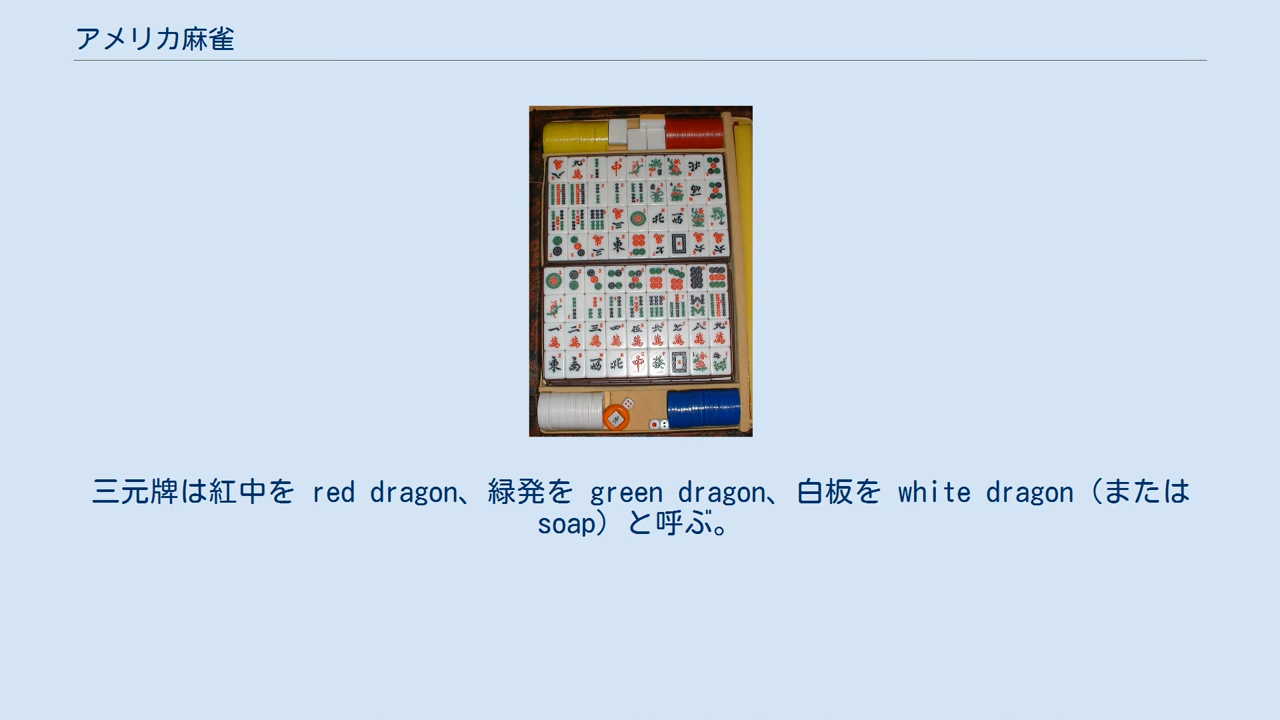 アメリカ麻雀
三元牌は紅中を red dragon、緑発を green dragon、白板を white dragon（または
soap）と呼ぶ。